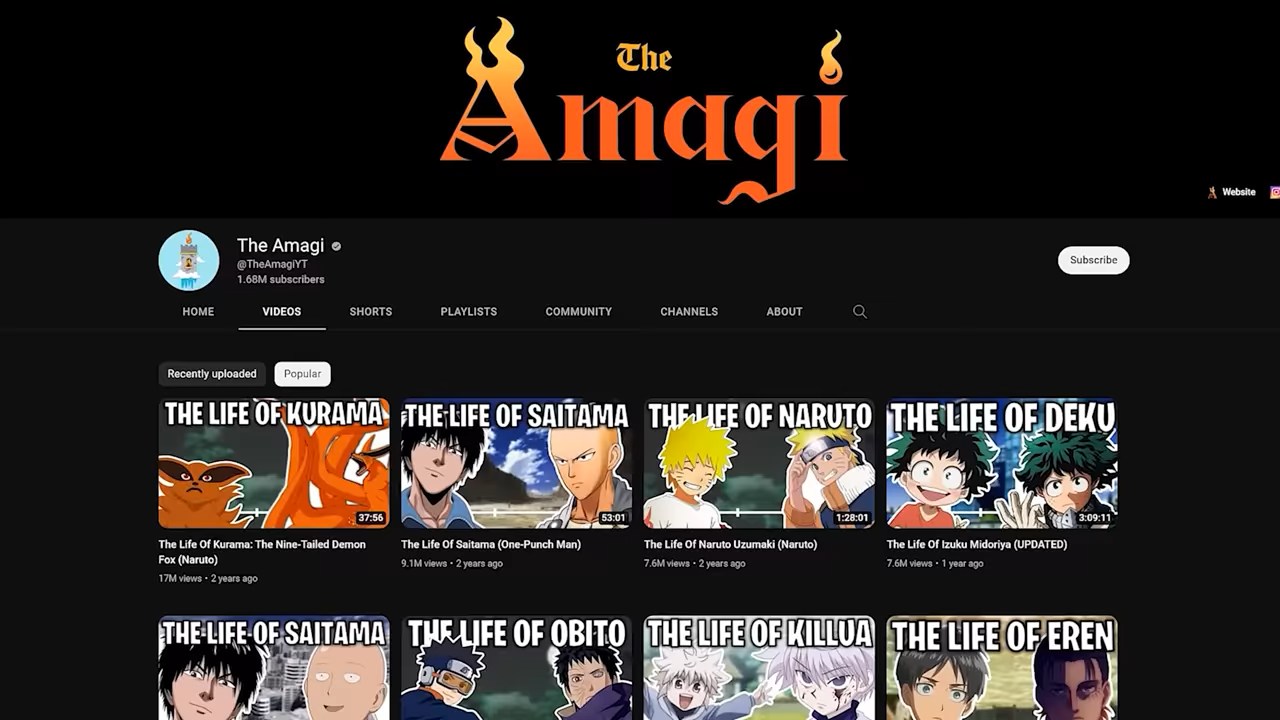 The
Amagi
Website
The Amagi
@TheAmagiYT
1.68M subscribers
Subscribe
HOME VIDEOS SHORTS PLAYLISTS COMMUNITY CHANNELS ABOUT
Recently uploaded Popular
THE LIFE OF KURAMA
37:56
The Life Of Kurama: The Nine-Tailed Demon
Fox (Naruto)
17M views • 2 years ago
THE LIFE OF SAITAMA
53:01
The Life Of Saitama (One-Punch Man)
9.1M views • 2 years ago
THE LIFE OF NARUTO
1:28:01
The Life Of Naruto Uzumaki (Naruto)
7.6M views • 2 years ago
THE LIFE OF DEKU
3:09:11
The Life Of Izuku Midoriya (UPDATED)
7.6M views • 1 year ago
THE LIFE OF SAITAMA
THE LIFE OF OBITO
THE LIFE OF KILLUA
THE LIFE OF EREN